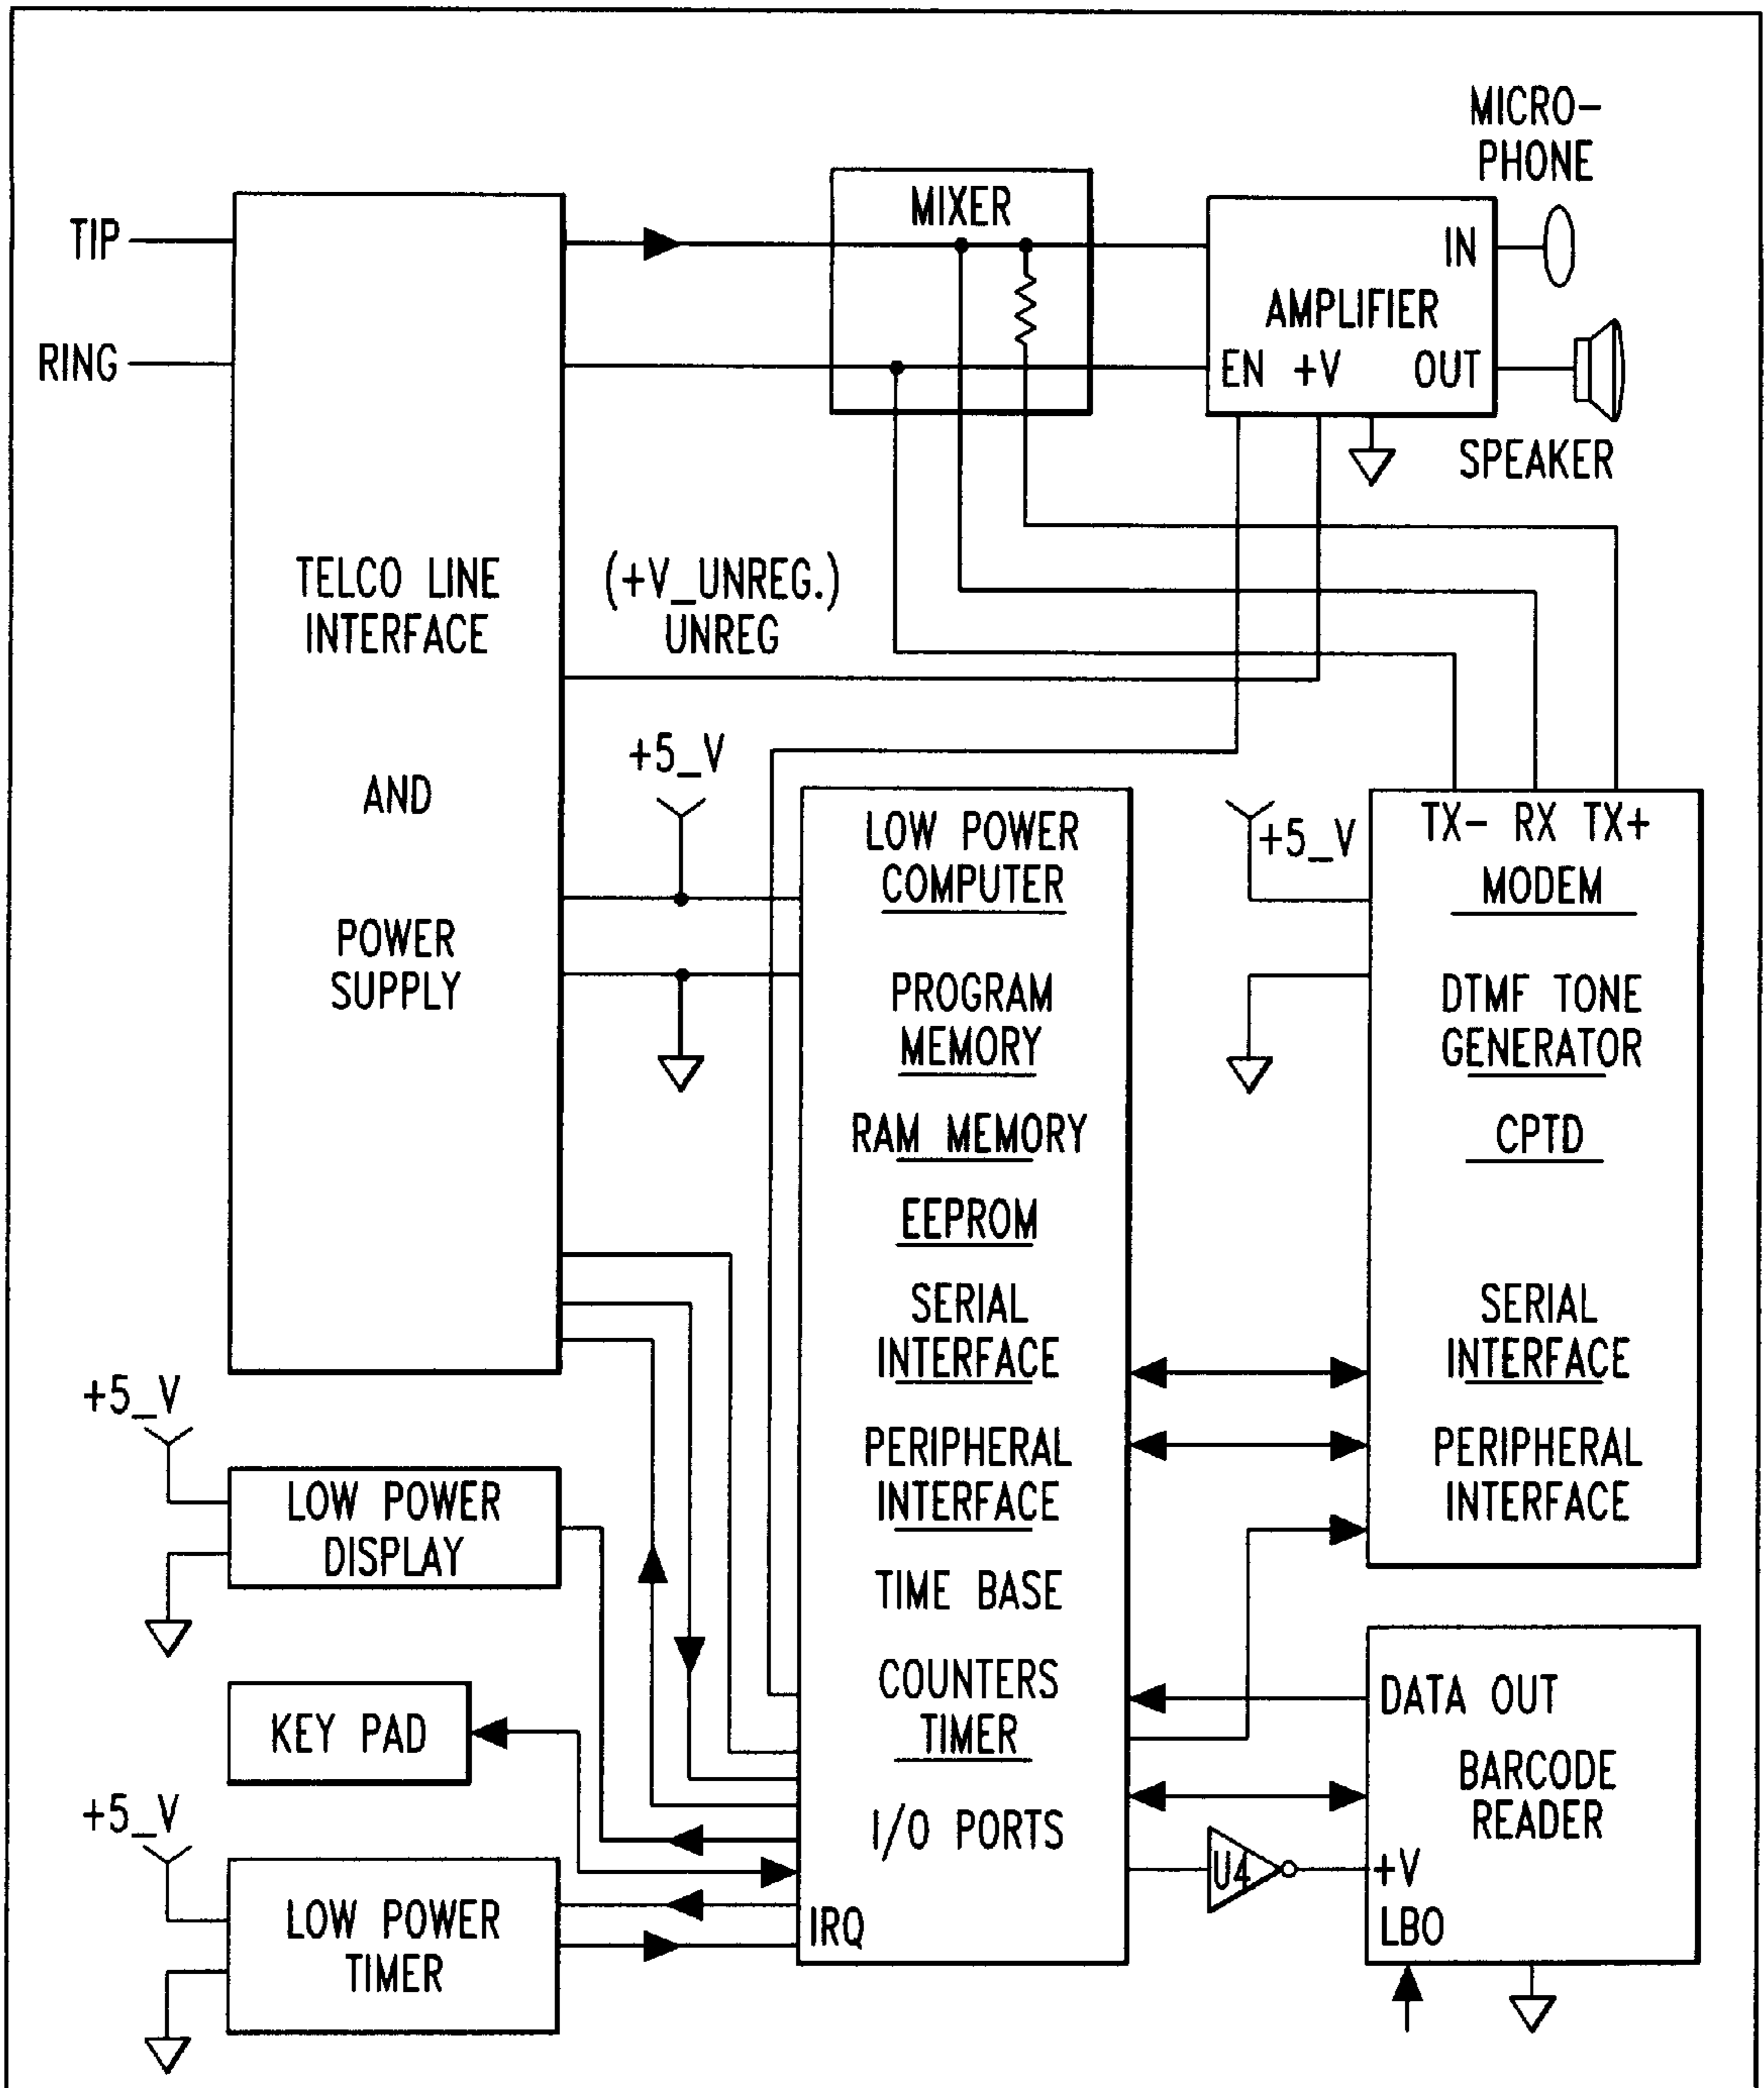 MICRO-
PHONE
MIXER
TIP
IN
AMPLIFIER
RING
EN +V OUT
SPEAKER
TELCO LINE
INTERFACE
AND
POWER
SUPPLY
(+V_UNREG.)
UNREG
+5_V
LOW POWER
COMPUTER
PROGRAM
MEMORY
RAM MEMORY
EEPROM
SERIAL
INTERFACE
PERIPHERAL
INTERFACE
TIME BASE
COUNTERS
TIMER
I/O PORTS
IRQ
+5_V
TX- RX TX+
MODEM
DTMF TONE
GENERATOR
CPTD
SERIAL
INTERFACE
PERIPHERAL
INTERFACE
+5_V
LOW POWER
DISPLAY
KEY PAD
+5_V
LOW POWER
TIMER
DATA OUT
BARCODE
READER
U4
+V
LBO